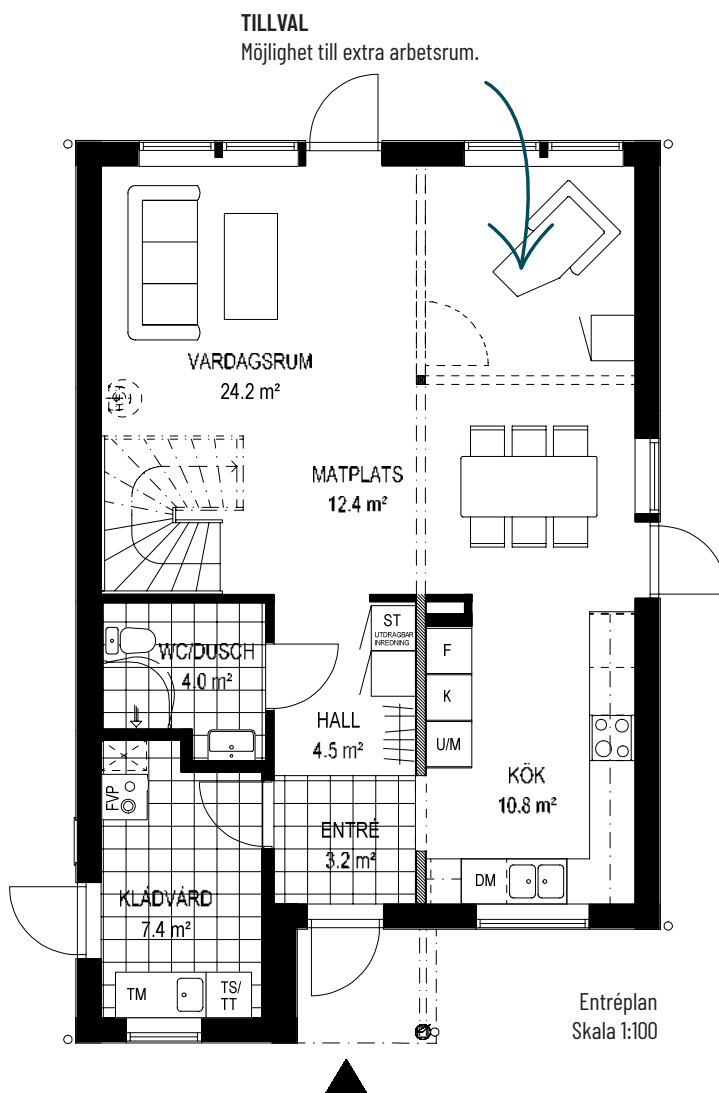 TILLVAL
Möjlighet till extra arbetsrum.
VARDAGSRUM
24.2 m²
MATPLATS
12.4 m²
ST
UTDRAGBAR
INREDNING
WC/DUSCH
4.0 m²
F
K
U/M
HALL
4.5 m²
KÖK
10.8 m²
FVP
ENTRÉ
3.2 m²
DM
KLÄDVÅRD
7.4 m²
TM
TS/
TT
Entréplan
Skala 1:100